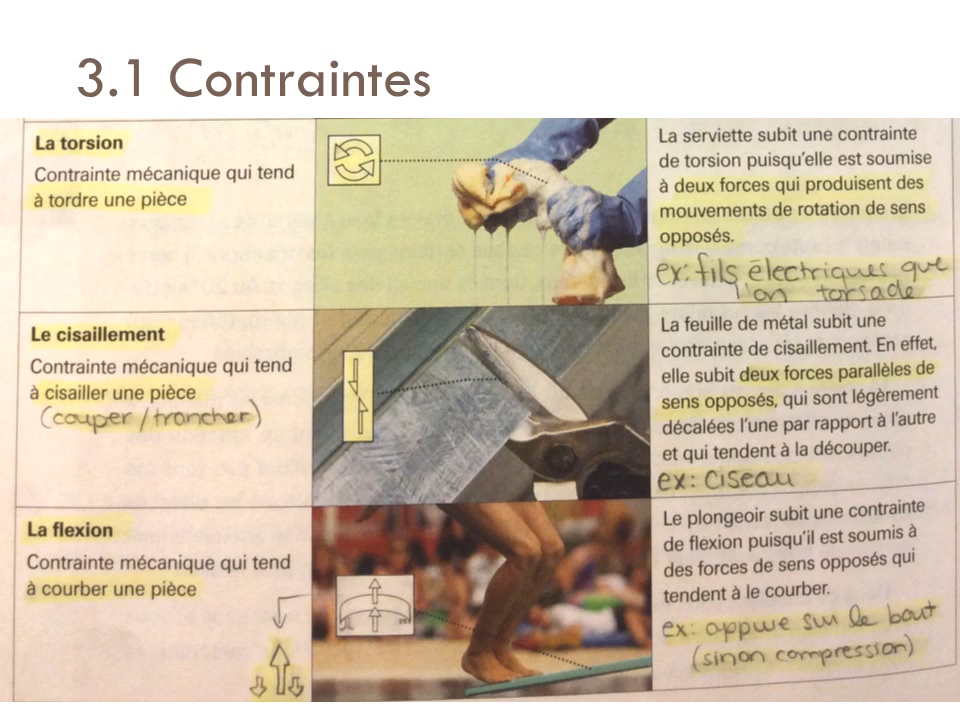 3.1 Contraintes
La torsion
Contrainte mécanique qui tend
à tordre une pièce
La serviette subit une contrainte
de torsion puisqu'elle est soumise
à deux forces qui produisent des
mouvements de rotation de sens
opposés.
ex: fils électriques que
l'on torsade
Le cisaillement
Contrainte mécanique qui tend
à cisailler une pièce
(couper/trancher)
La feuille de métal subit une
contrainte de cisaillement. En effet,
elle subit deux forces parallèles de
sens opposés, qui sont légèrement
décalées l'une par rapport à l'autre
et qui tendent à la découper.
ex: ciseau
La flexion
Contrainte mécanique qui tend
à courber une pièce
Le plongeoir subit une contrainte
de flexion puisqu'il est soumis à
des forces de sens opposés qui
tendent à le courber.
ex: appuie sur le bout
(sinon compression)